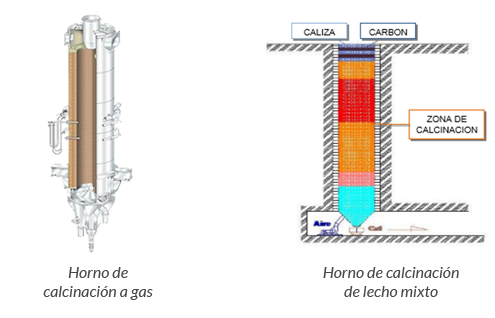 CALIZA
CARBON
ZONA DE
CALCINACION
Aire
Cal
Horno de
calcinación a gas
Horno de calcinación
de lecho mixto